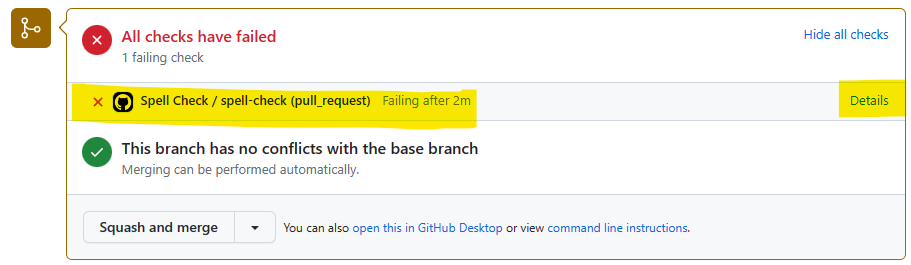 All checks have failed
Hide all checks
1 failing check
Spell Check / spell-check (pull_request) Failing after 2m
Details
This branch has no conflicts with the base branch
Merging can be performed automatically.
Squash and merge
You can also open this in GitHub Desktop or view command line instructions.